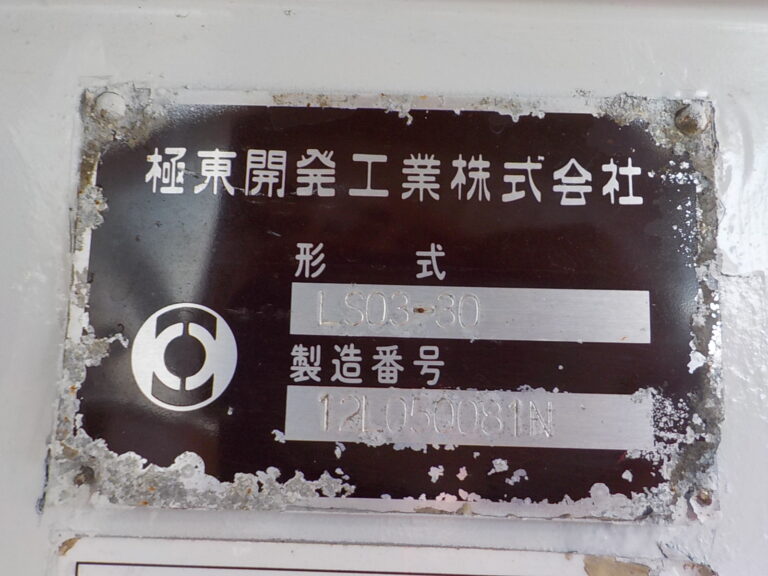 極東開発工業株式会社
形 式
LS03-30
製造番号
12L050081N